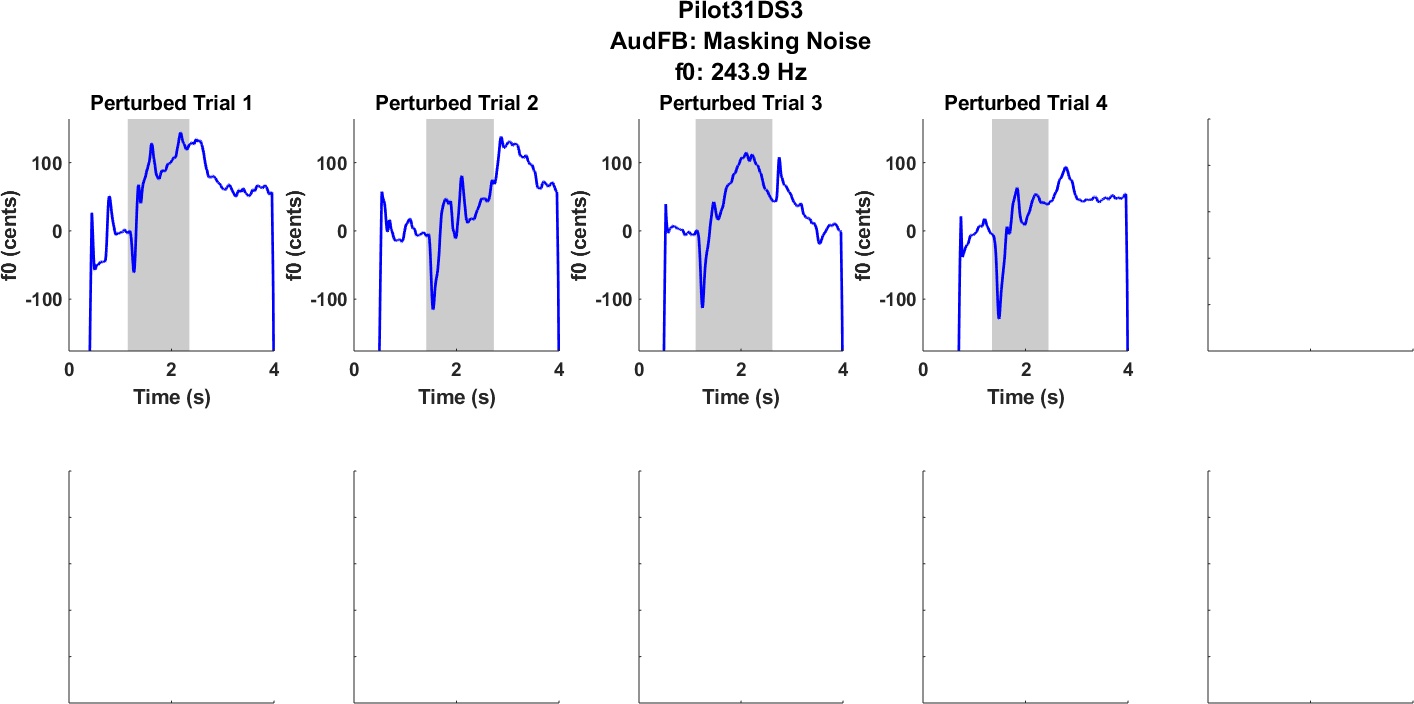 Pilot31DS3
AudFB: Masking Noise
f0: 243.9 Hz
Perturbed Trial 1
f0 (cents)
100
0
-100
0 2 4
Time (s)
Perturbed Trial 2
f0 (cents)
100
0
-100
0 2 4
Time (s)
Perturbed Trial 3
f0 (cents)
100
0
-100
0 2 4
Time (s)
Perturbed Trial 4
f0 (cents)
100
0
-100
0 2 4
Time (s)